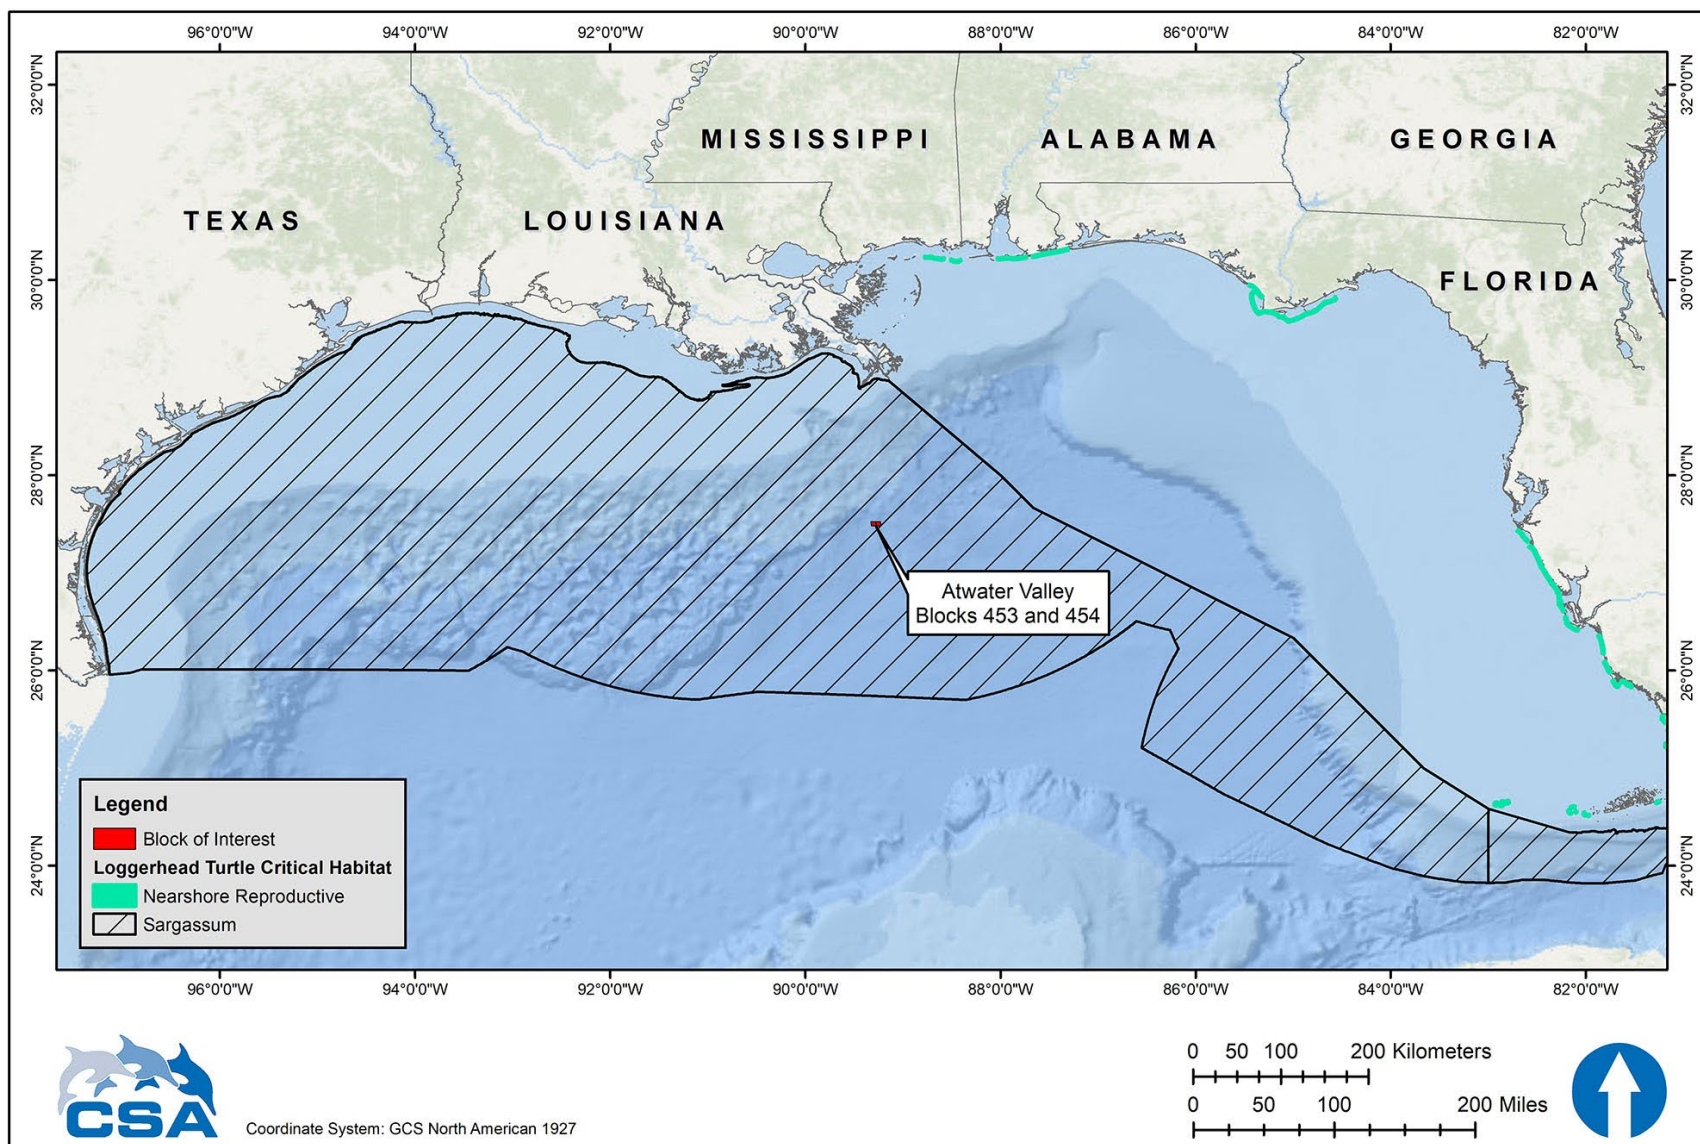 96°0'0"W 94°0'0"W 92°0'0"W 90°0'0"W 88°0'0"W 86°0'0"W 84°0'0"W 82°0'0"W
32°0'0"N 32°0'0"N
MISSISSIPPI ALABAMA GEORGIA
TEXAS LOUISIANA
30°0'0"N FLORIDA 30°0'0"N
28°0'0"N 28°0'0"N
Atwater Valley
Blocks 453 and 454
26°0'0"N 26°0'0"N
Legend
Block of Interest
Loggerhead Turtle Critical Habitat
Nearshore Reproductive
Sargassum
24°0'0"N 24°0'0"N
96°0'0"W 94°0'0"W 92°0'0"W 90°0'0"W 88°0'0"W 86°0'0"W 84°0'0"W 82°0'0"W
0 50 100 200 Kilometers
0 50 100 200 Miles
CSA
Coordinate System: GCS North American 1927